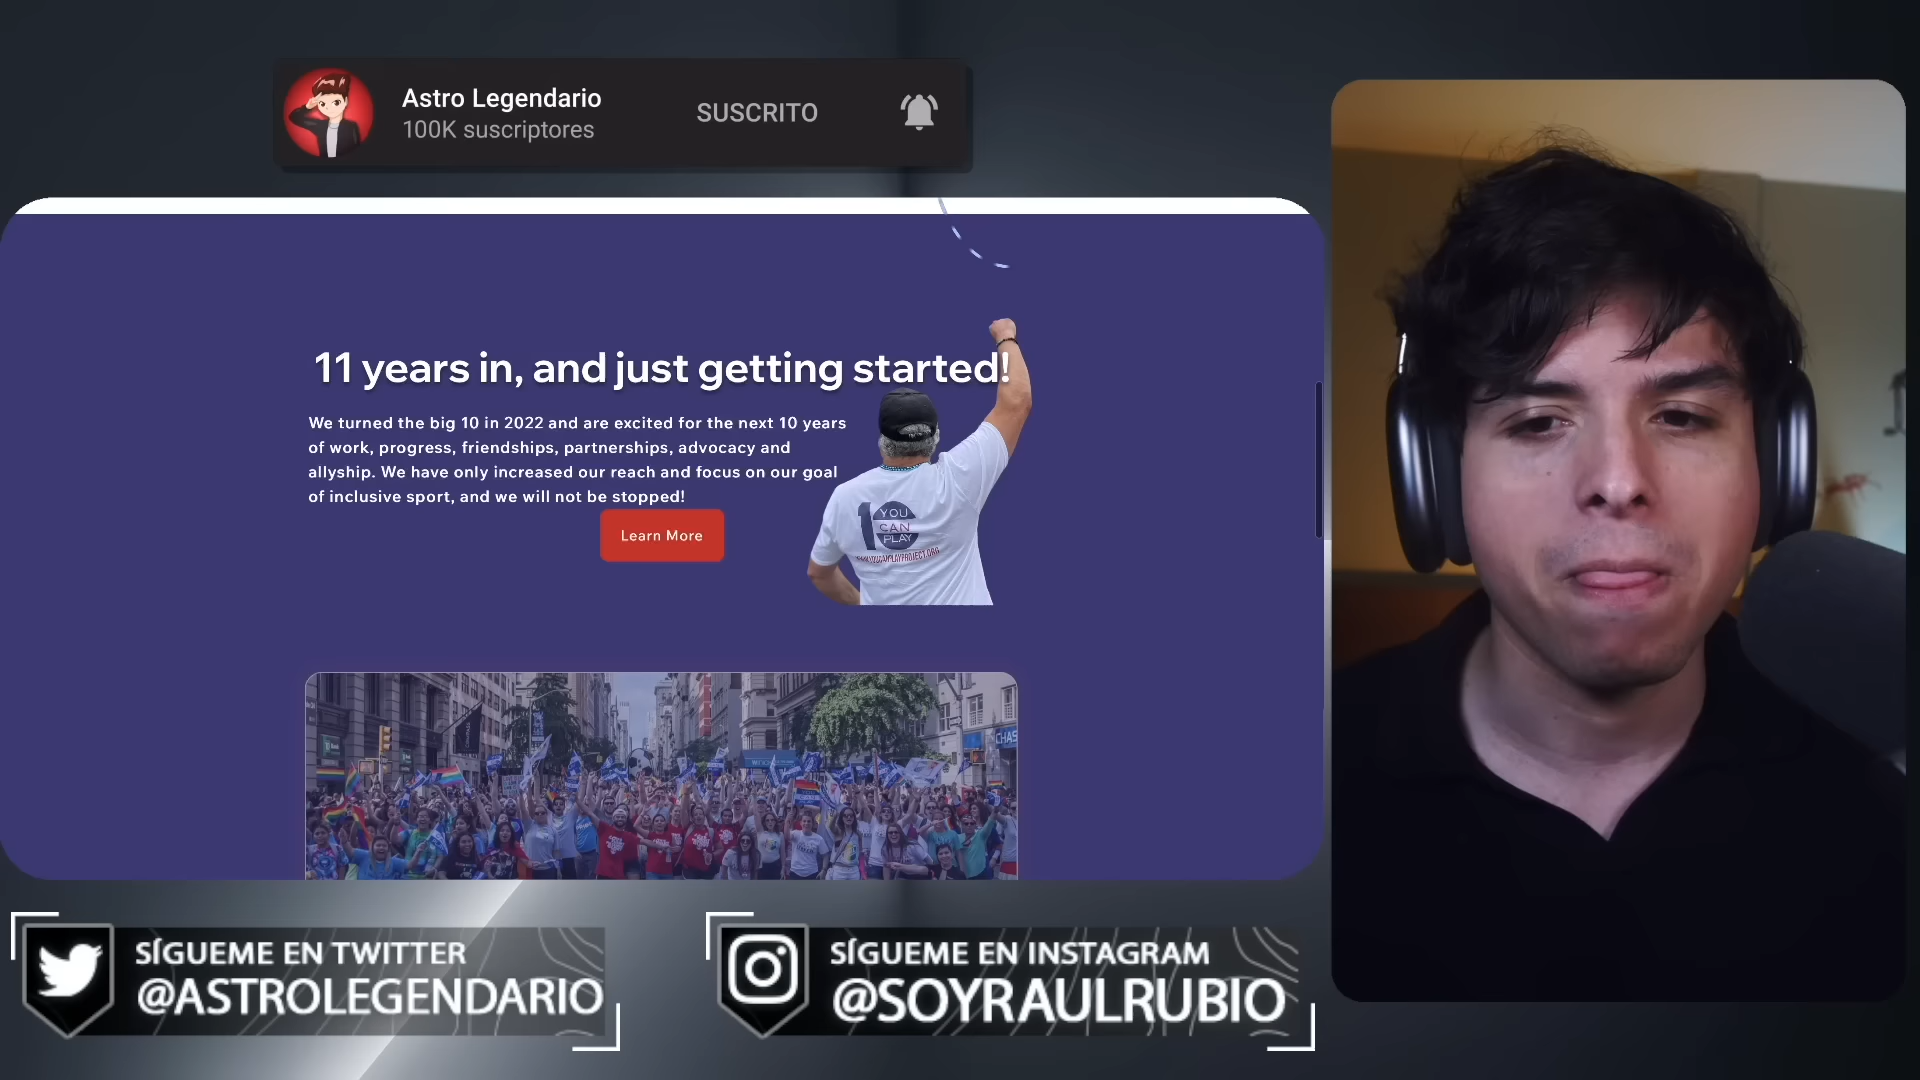 Astro Legendario
100K suscriptores
SUSCRITO
11 years in, and just getting started!
We turned the big 10 in 2022 and are excited for the next 10 years
of work, progress, friendships, partnerships, advocacy and
allyship. We have only increased our reach and focus on our goal
of inclusive sport, and we will not be stopped!
Learn More
10
YOU
CAN
PLAY
CHAS
SÍGUEME EN TWITTER
@ASTROLEGENDARIO
SÍGUEME EN INSTAGRAM
@SOYRAULRUBIO